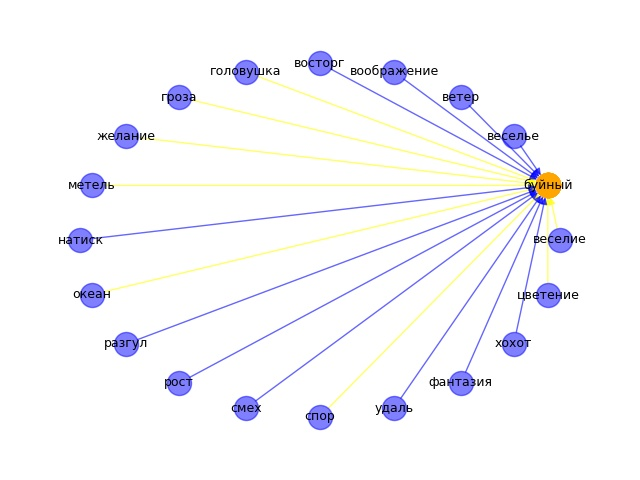 восторг
головушка
воображение
гроза
ветер
желание
веселье
метель
буйный
натиск
веселие
океан
цветение
разгул
хохот
рост
фантазия
смех
удаль
спор